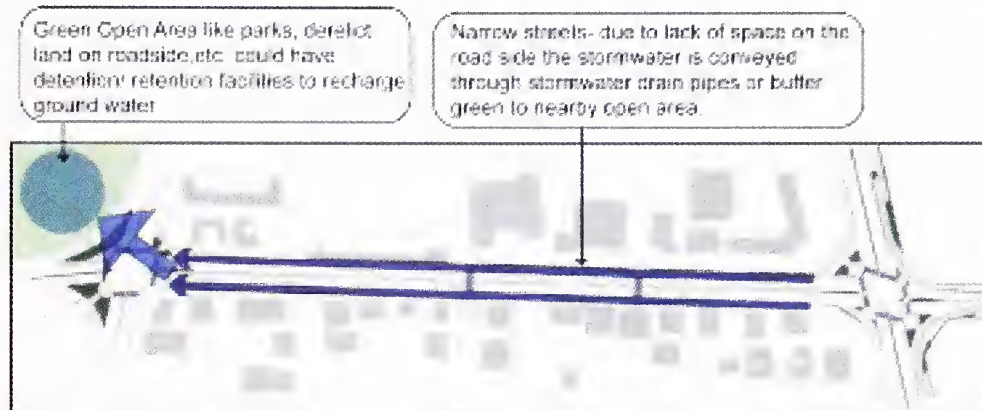 Green Open Area like parks, derelict
land on roadside, etc. could have
detention/ retention facilities to recharge
ground water
Narrow streets- due to lack of space on the
road side the stormwater is conveyed
through stormwater drain pipes or buffer
green to nearby open area.